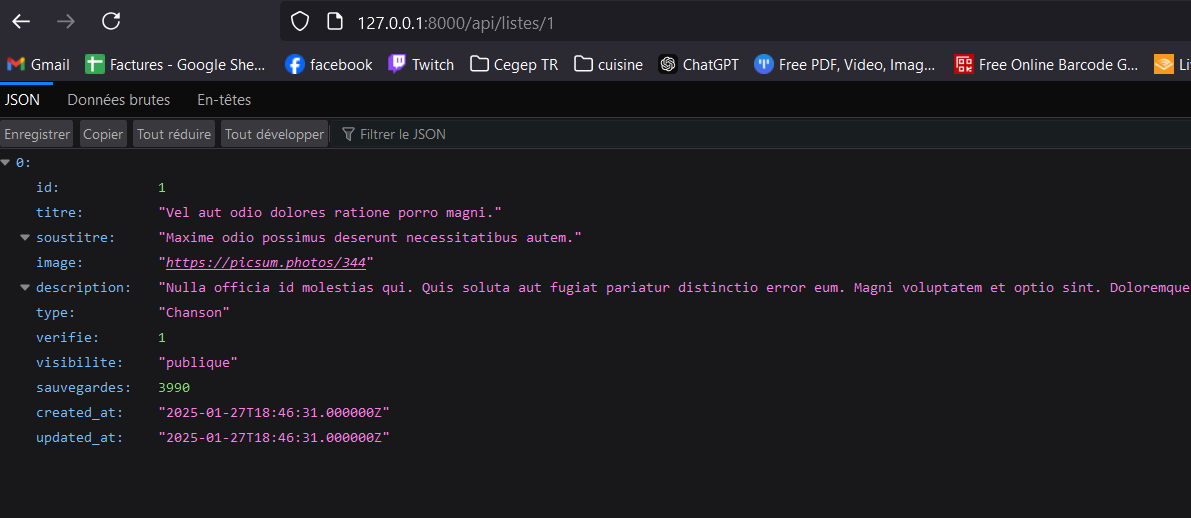 127.0.0.1:8000/api/listes/1
Gmail Factures - Google She... facebook Twitch Cegep TR cuisine ChatGPT Free PDF, Video, Imag... Free Online Barcode G... Li
JSON Données brutes En-têtes
Enregistrer Copier Tout réduire Tout développer Filtrer le JSON
0:
id: 1
titre: "Vel aut odio dolores ratione porro magni."
soustitre: "Maxime odio possimus deserunt necessitatibus autem."
image: "https://picsum.photos/344"
description: "Nulla officia id molestias qui. Quis soluta aut fugiat pariatur distinctio error eum. Magni voluptatem et optio sint. Doloremque
type: "Chanson"
verifie: 1
visibilite: "publique"
sauvegardes: 3990
created_at: "2025-01-27T18:46:31.000000Z"
updated_at: "2025-01-27T18:46:31.000000Z"